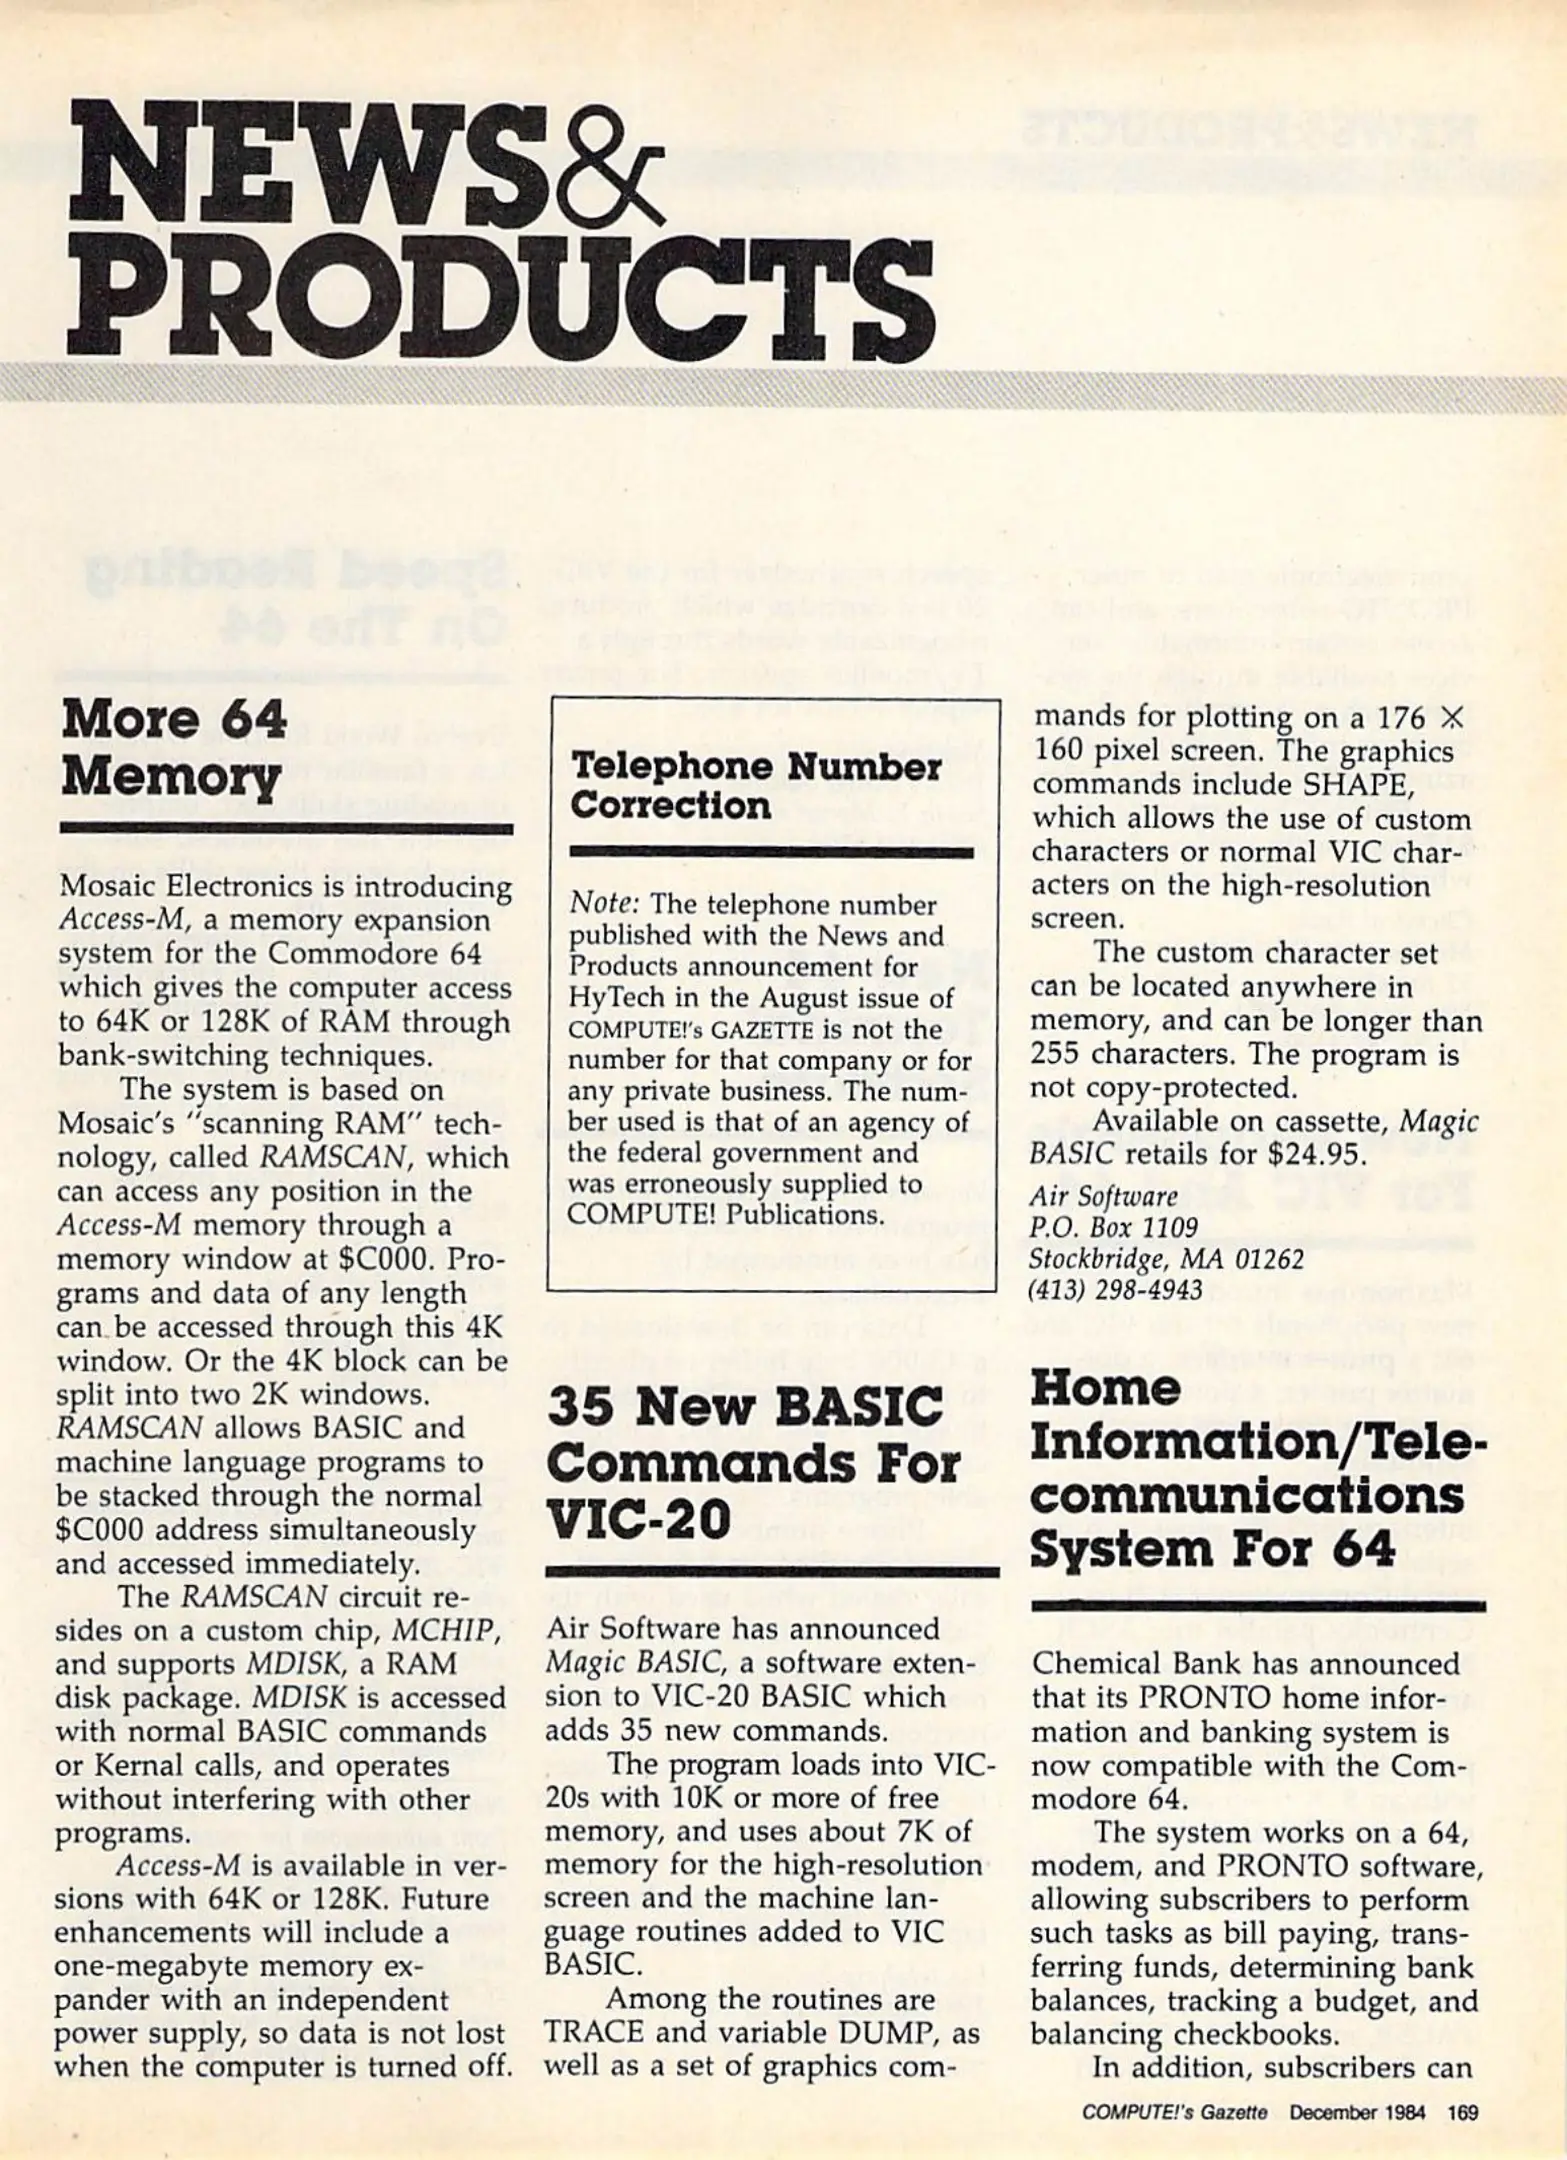 NEWS&
PRODUCTS
More 64
Memory
Mosaic Electronics is introducing
Access-M, a memory expansion
system for the Commodore 64
which gives the computer access
to 64K or 128K of RAM through
bank-switching techniques.
The system is based on
Mosaic's "scanning RAM" tech-
nology, called RAMSCAN, which
can access any position in the
Access-M memory through a
memory window at $C000. Pro-
grams and data of any length
can be accessed through this 4K
window. Or the 4K block can be
split into two 2K windows.
RAMSCAN allows BASIC and
machine language programs to
be stacked through the normal
$C000 address simultaneously
and accessed immediately.
The RAMSCAN circuit re-
sides on a custom chip, MCHIP,
and supports MDISK, a RAM
disk package. MDISK is accessed
with normal BASIC commands
or Kernal calls, and operates
without interfering with other
programs.
Access-M is available in ver-
sions with 64K or 128K. Future
enhancements will include a
one-megabyte memory ex-
pander with an independent
power supply, so data is not lost
when the computer is turned off.
Telephone Number
Correction
Note: The telephone number
published with the News and
Products announcement for
HyTech in the August issue of
COMPUTE!'s GAZETTE is not the
number for that company or for
any private business. The num-
ber used is that of an agency of
the federal government and
was erroneously supplied to
COMPUTE! Publications.
35 New BASIC
Commands For
VIC-20
Air Software has announced
Magic BASIC, a software exten-
sion to VIC-20 BASIC which
adds 35 new commands.
The program loads into VIC-
20s with 10K or more of free
memory, and uses about 7K of
memory for the high-resolution
screen and the machine lan-
guage routines added to VIC
BASIC.
Among the routines are
TRACE and variable DUMP, as
well as a set of graphics com-
mands for plotting on a 176 ×
160 pixel screen. The graphics
commands include SHAPE,
which allows the use of custom
characters or normal VIC char-
acters on the high-resolution
screen.
The custom character set
can be located anywhere in
memory, and can be longer than
255 characters. The program is
not copy-protected.
Available on cassette, Magic
BASIC retails for $24.95.
Air Software
P.O. Box 1109
Stockbridge, MA 01262
(413) 298-4943
Home
Information/Tele-
communications
System For 64
Chemical Bank has announced
that its PRONTO home infor-
mation and banking system is
now compatible with the Com-
modore 64.
The system works on a 64,
modem, and PRONTO software,
allowing subscribers to perform
such tasks as bill paying, trans-
ferring funds, determining bank
balances, tracking a budget, and
balancing checkbooks.
In addition, subscribers can
COMPUTE!'s Gazette December 1984 169